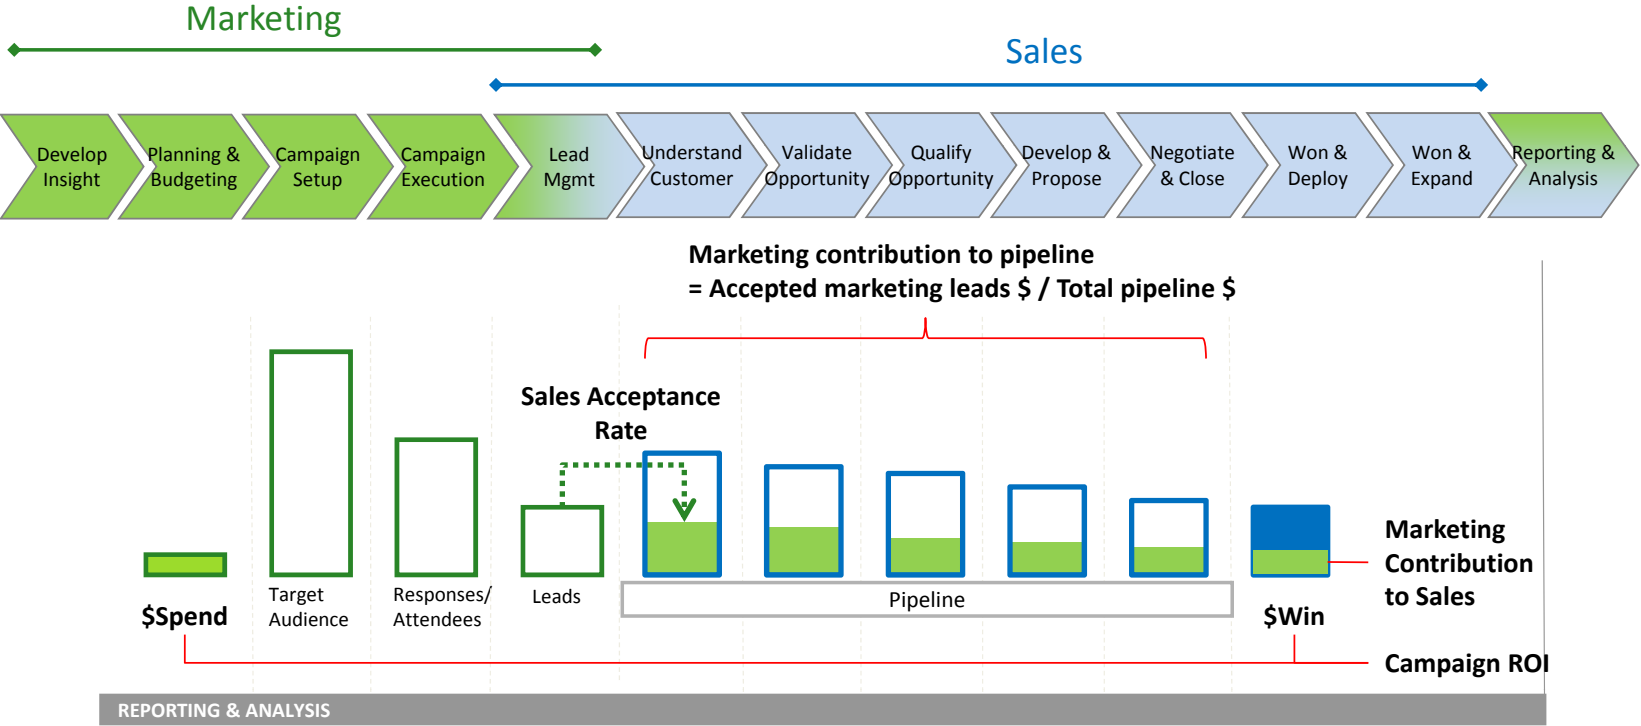 Marketing
Sales
Develop
Insight
Planning &
Budgeting
Campaign
Setup
Campaign
Execution
Lead
Mgmt
Understand
Customer
Validate
Opportunity
Qualify
Opportunity
Develop &
Propose
Negotiate
& Close
Won &
Deploy
Won &
Expand
Reporting &
Analysis
Marketing contribution to pipeline
= Accepted marketing leads $ / Total pipeline $
Sales Acceptance
Rate
$Spend
Target
Audience
Responses/
Attendees
Leads
Pipeline
$Win
Marketing
Contribution
to Sales
Campaign ROI
REPORTING & ANALYSIS